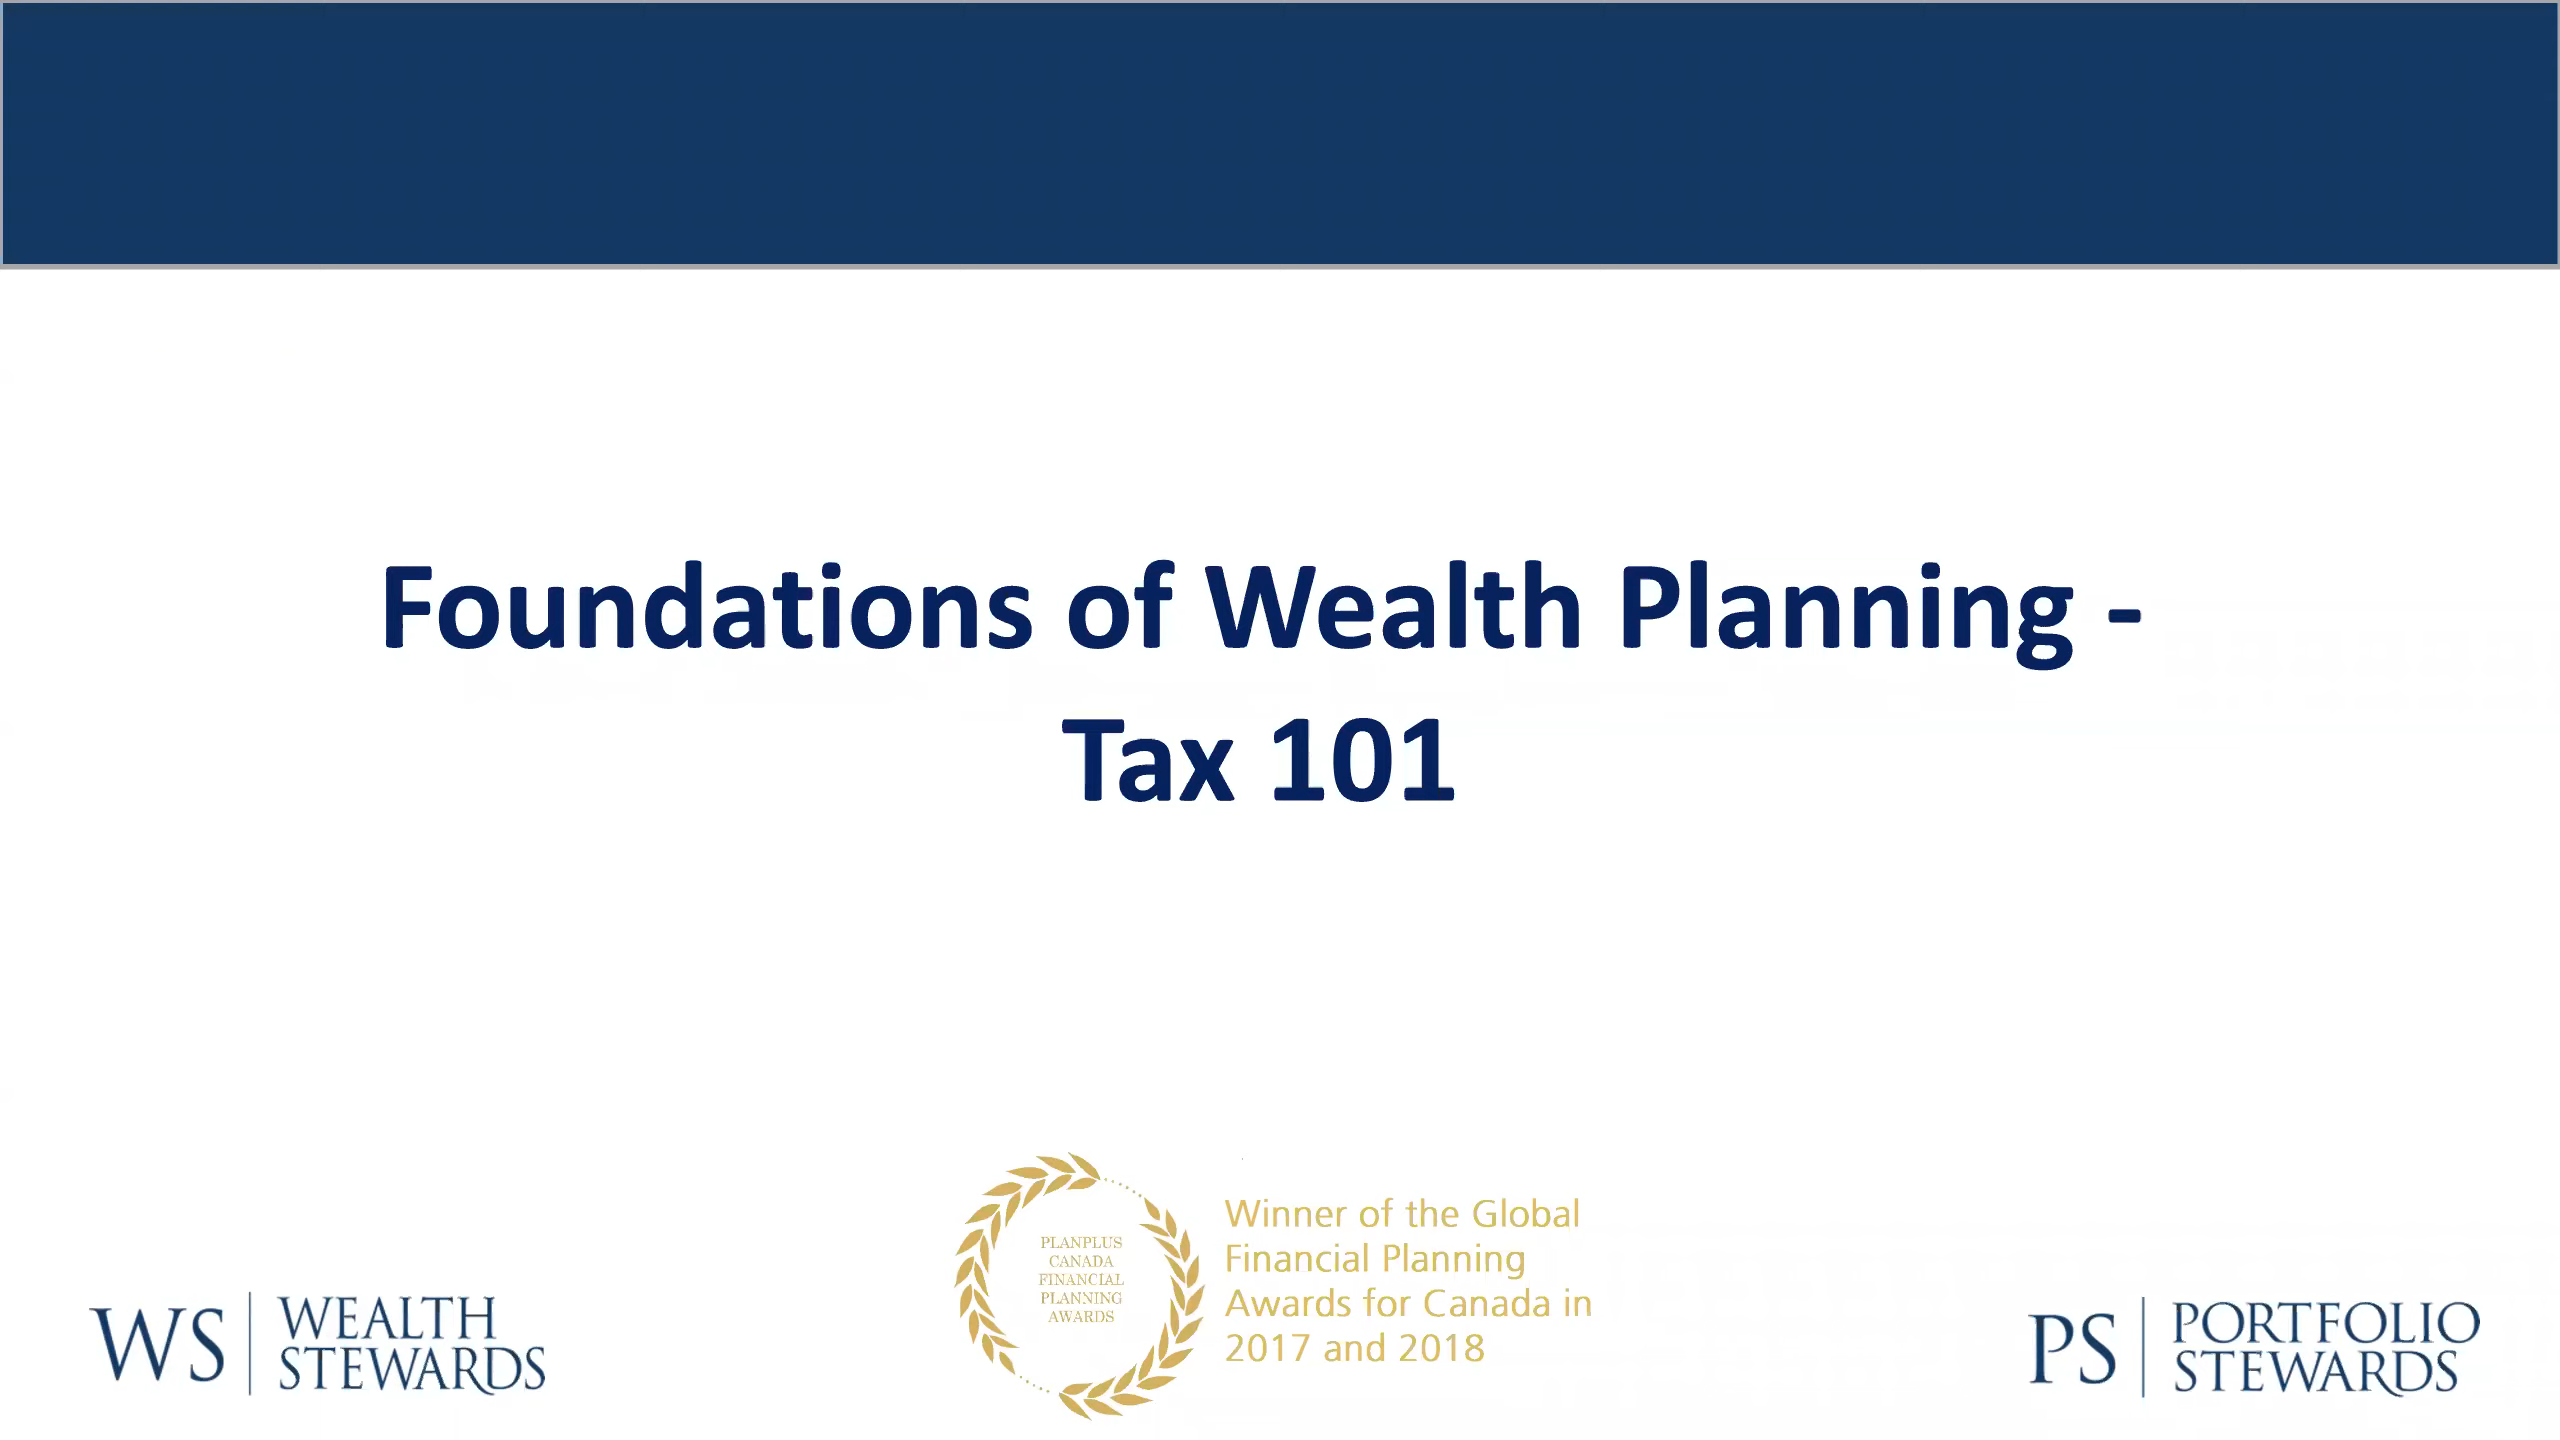 Foundations of Wealth Planning -
Tax 101
WS
WEALTH
STEWARDS
PLANPLUS
CANADA
FINANCIAL
PLANNING
AWARDS
Winner of the Global
Financial Planning
Awards for Canada in
2017 and 2018
PS
PORTFOLIO
STEWARDS